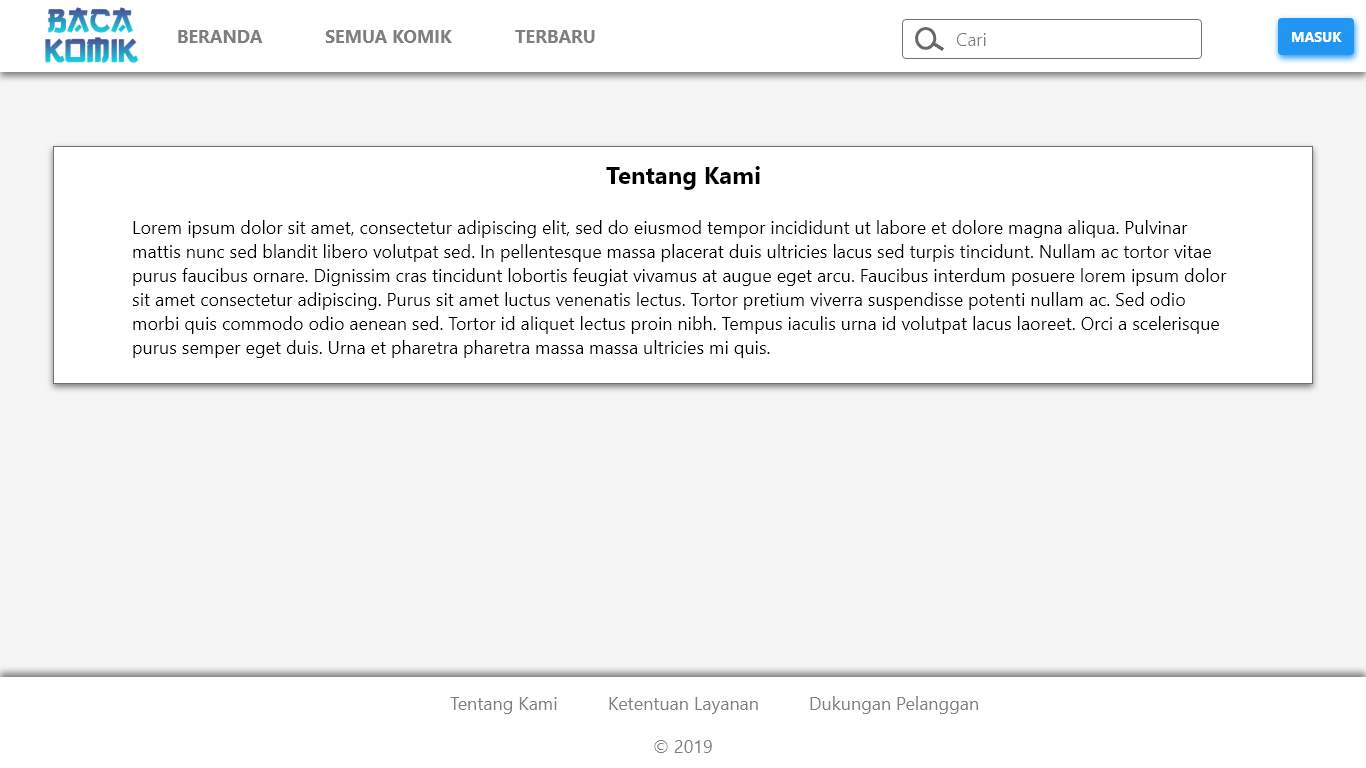 BACA
KOMIK
BERANDA
SEMUA KOMIK
TERBARU
Cari
MASUK
Tentang Kami
Lorem ipsum dolor sit amet, consectetur adipiscing elit, sed do eiusmod tempor incididunt ut labore et dolore magna aliqua. Pulvinar
mattis nunc sed blandit libero volutpat sed. In pellentesque massa placerat duis ultricies lacus sed turpis tincidunt. Nullam ac tortor vitae
purus faucibus ornare. Dignissim cras tincidunt lobortis feugiat vivamus at augue eget arcu. Faucibus interdum posuere lorem ipsum dolor
sit amet consectetur adipiscing. Purus sit amet luctus venenatis lectus. Tortor pretium viverra suspendisse potenti nullam ac. Sed odio
morbi quis commodo odio aenean sed. Tortor id aliquet lectus proin nibh. Tempus iaculis urna id volutpat lacus laoreet. Orci a scelerisque
purus semper eget duis. Urna et pharetra pharetra massa massa ultricies mi quis.
Tentang Kami
Ketentuan Layanan
Dukungan Pelanggan
© 2019